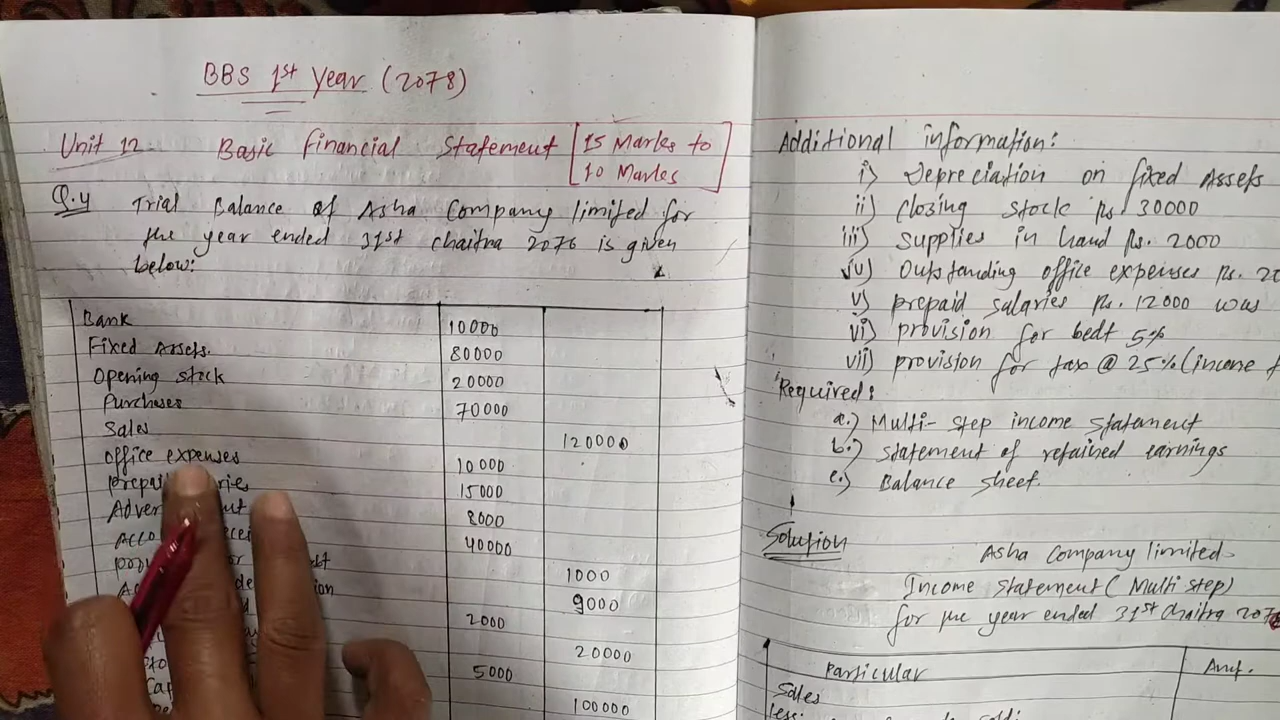 BBS 1st Year (2078)
Unit 12 Basic Financial Statement [15 Marks to
10 Marks]
Q.4 Trial Balance of Asha Company limited for
the year ended 31st chaitra 2076 is given
below:
Bank 10000
Fixed Assets. 80000
Opening stock 20000
Purchases 70000
Sales 120000
Office expenses 10000
15000
8000
40000
1000
9000
2000
20000
5000
100000
Additional information:
i) Depreciation on fixed Assets
ii) Closing stock Rs. 30000
iii) supplies in hand Rs. 2000
iv) Outstanding office expenses Rs. 20
v) prepaid salaries Rs. 12000 was
vi) provision for bedt 5%
vii) provision for tax @ 25% (income
Required:
a.) Multi-step income statement
b.) Statement of retained earnings
c.) Balance sheet.
Solution
Asha Company limited.
Income statement (Multi step)
for the year ended 31st Chaitra 207
Particular Amt.
Sales
Less: